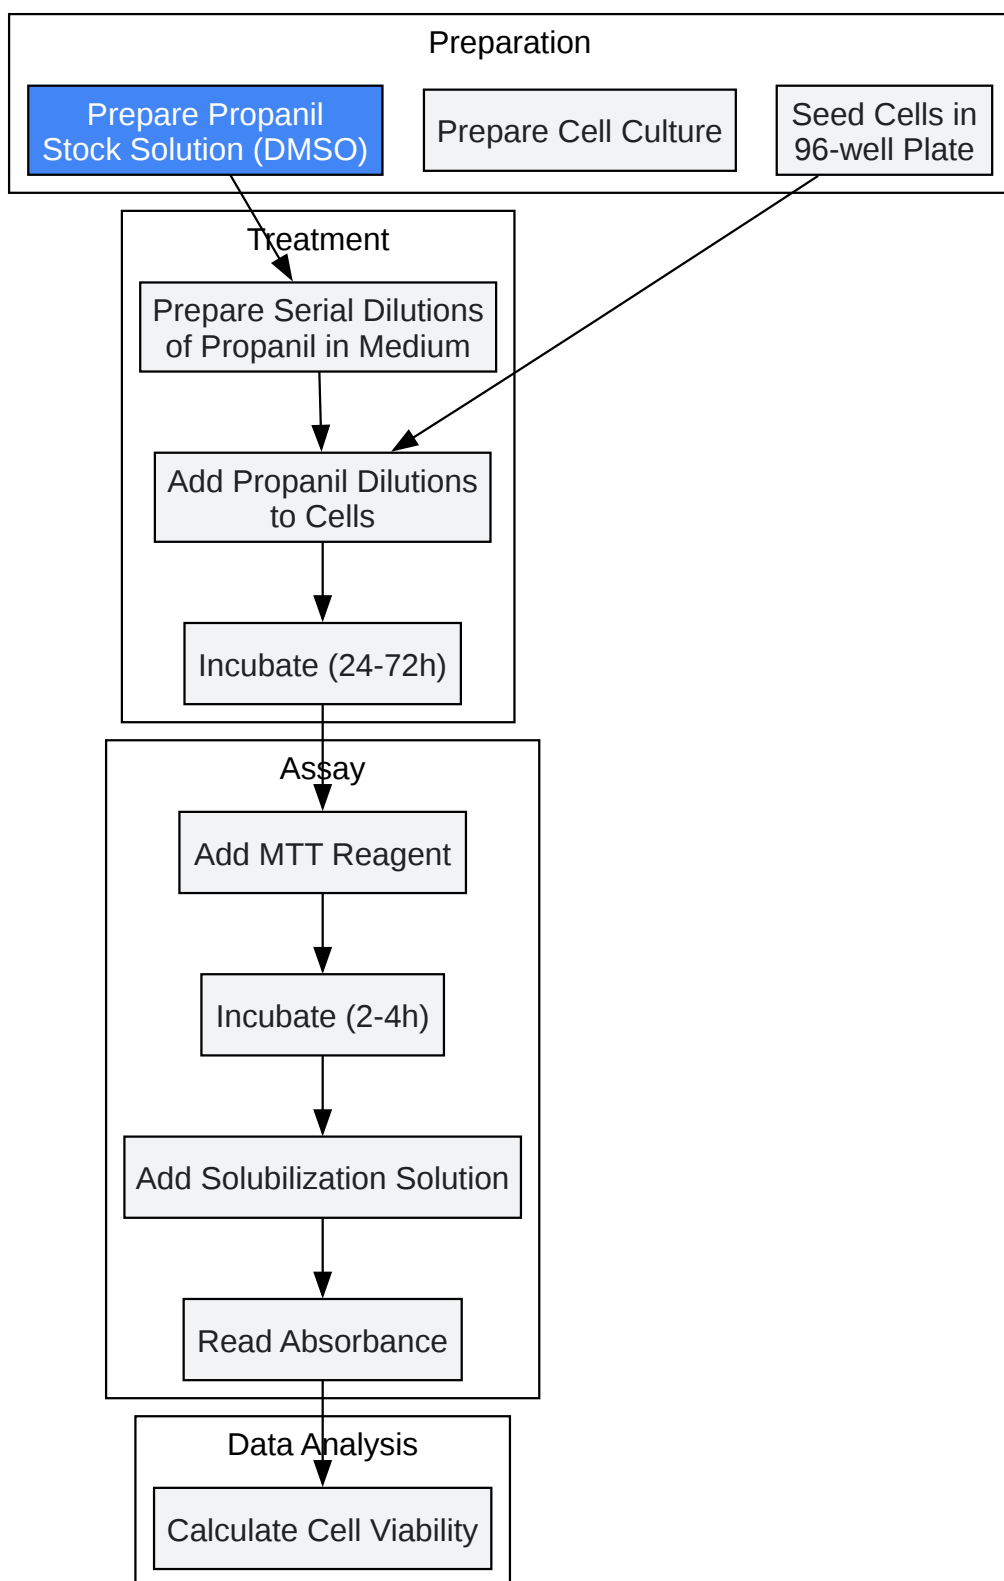 Preparation
Prepare Propanil
Stock Solution (DMSO)
Prepare Cell Culture
Seed Cells in
96-well Plate
Treatment
Prepare Serial Dilutions
of Propanil in Medium
Add Propanil Dilutions
to Cells
Incubate (24-72h)
Assay
Add MTT Reagent
Incubate (2-4h)
Add Solubilization Solution
Read Absorbance
Data Analysis
Calculate Cell Viability